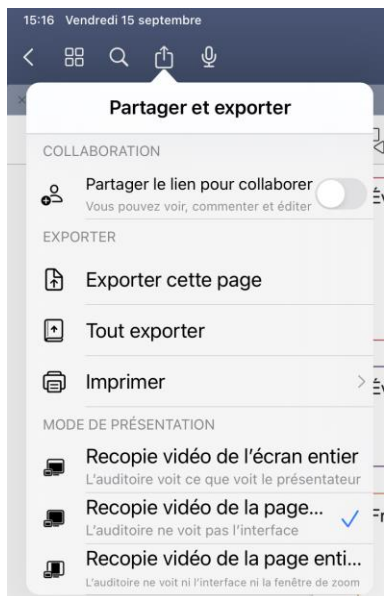 15:16 Vendredi 15 septembre
Partager et exporter
COLLABORATION
Partager le lien pour collaborer
Vous pouvez voir, commenter et éditer
EXPORTER
Exporter cette page
Tout exporter
Imprimer
MODE DE PRÉSENTATION
Recopie vidéo de l'écran entier
L'auditoire voit ce que voit le présentateur
Recopie vidéo de la page...
L'auditoire ne voit pas l'interface
Recopie vidéo de la page enti...
L'auditoire ne voit ni l'interface ni la fenêtre de zoom